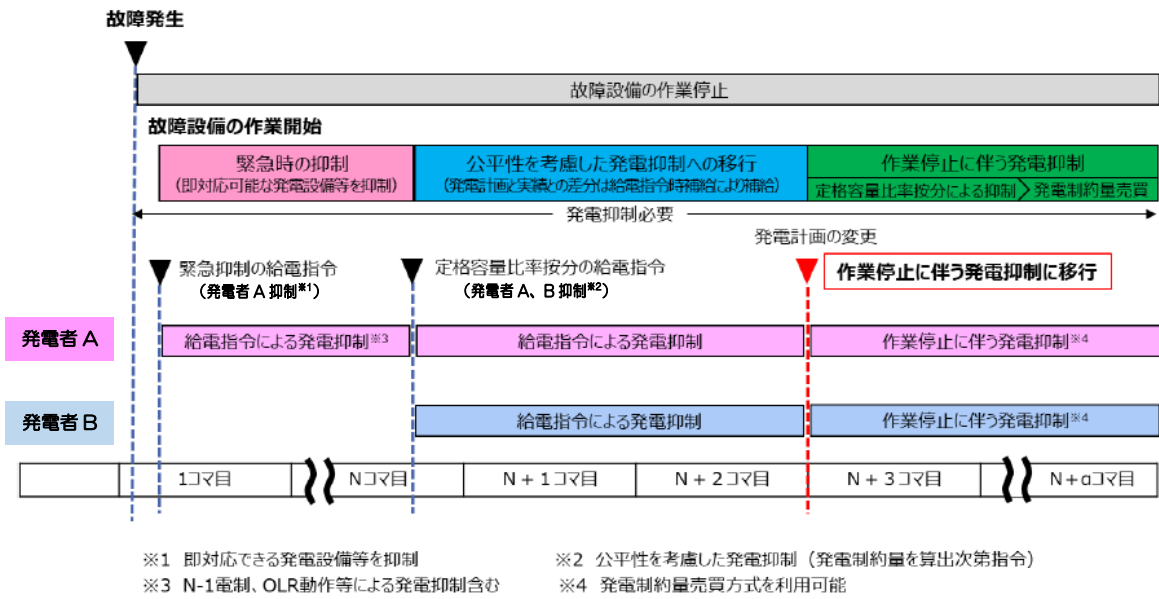 故障発生
故障設備の作業停止
故障設備の作業開始
緊急時の抑制
(即対応可能な発電設備等を抑制)
公平性を考慮した発電抑制への移行
(発電計画と実績との差分は給電指令時補給により補給)
作業停止に伴う発電抑制
定格容量比率按分による抑制
発電制約量売買
発電抑制必要
発電計画の変更
緊急抑制の給電指令
(発電者A抑制※1)
定格容量比率按分の給電指令
(発電者A、B抑制※2)
作業停止に伴う発電抑制に移行
発電者A
給電指令による発電抑制※3
給電指令による発電抑制
作業停止に伴う発電抑制※4
発電者B
給電指令による発電抑制
作業停止に伴う発電抑制※4
1コマ目
Nコマ目
N+1コマ目
N+2コマ目
N+3コマ目
N+αコマ目
※1 即対応できる発電設備等を抑制
※2 公平性を考慮した発電抑制(発電制約量を算出次第指令)
※3 N-1電制、OLR動作等による発電抑制含む
※4 発電制約量売買方式を利用可能